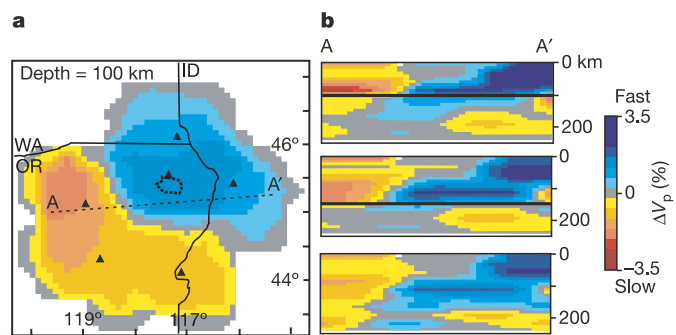 a
Depth = 100 km
ID
WA
OR
46°
A
A′
44°
119°
117°
b
A
A′
0 km
200
0
200
0
200
Fast
3.5
0
−3.5
Slow
ΔVp (%)